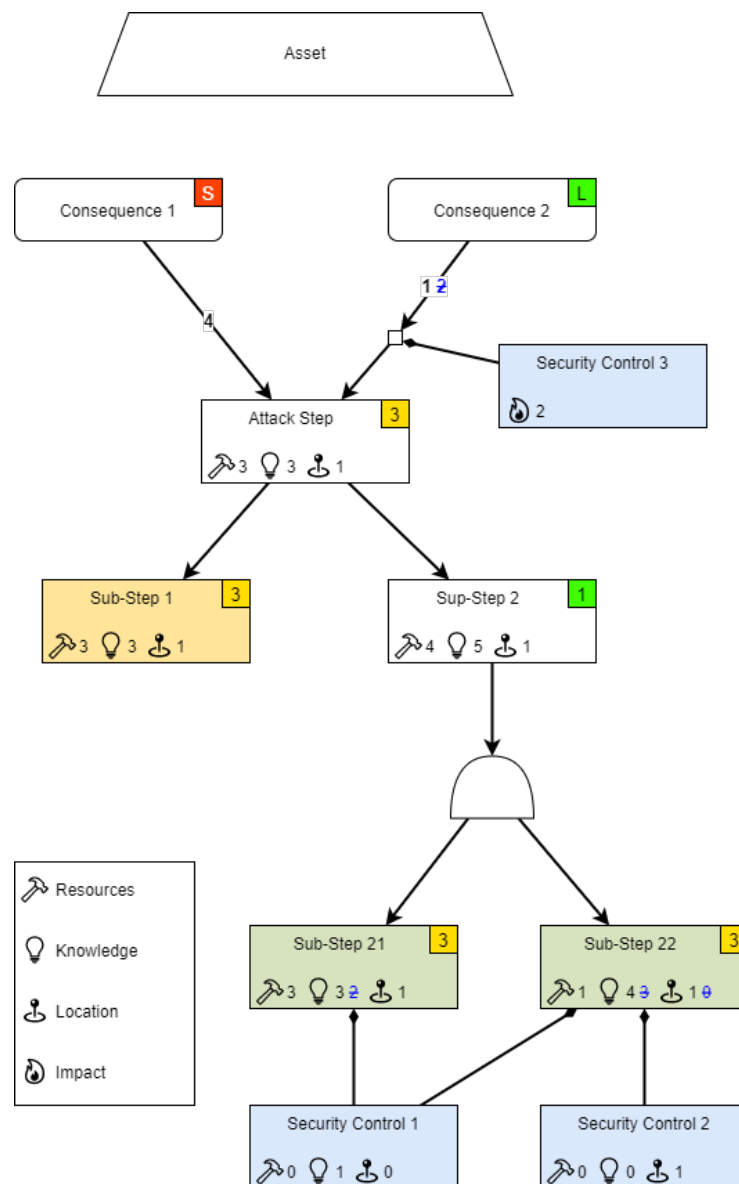 Asset
Consequence 1
S
Consequence 2
L
1 2
4
Security Control 3
2
Attack Step
3
3 3 1
Sub-Step 1
3
3 3 1
Sup-Step 2
1
4 5 1
Resources
Knowledge
Location
Impact
Sub-Step 21
3
3 3 2 1
Sub-Step 22
3
1 4 3 1 0
Security Control 1
0 1 0
Security Control 2
0 0 1